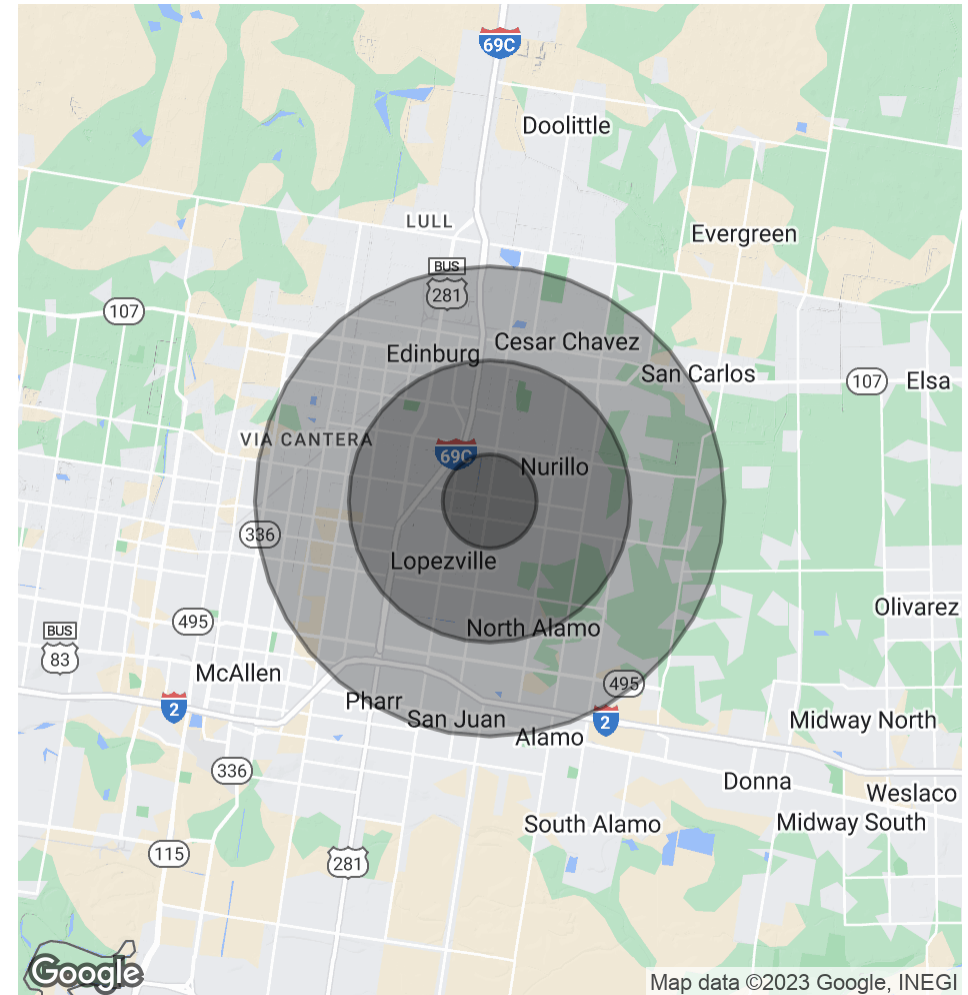 69C
Doolittle
LULL
Evergreen
BUS
281
107
Cesar Chavez
Edinburg
San Carlos
107
Elsa
VIA CANTERA
69C
Nurillo
336
Lopezville
Olivarez
495
North Alamo
BUS
83
McAllen
495
2
Pharr
San Juan
2
Midway North
Alamo
336
Donna
Weslaco
South Alamo
Midway South
115
281
Google
Map data ©2023 Google, INEGI